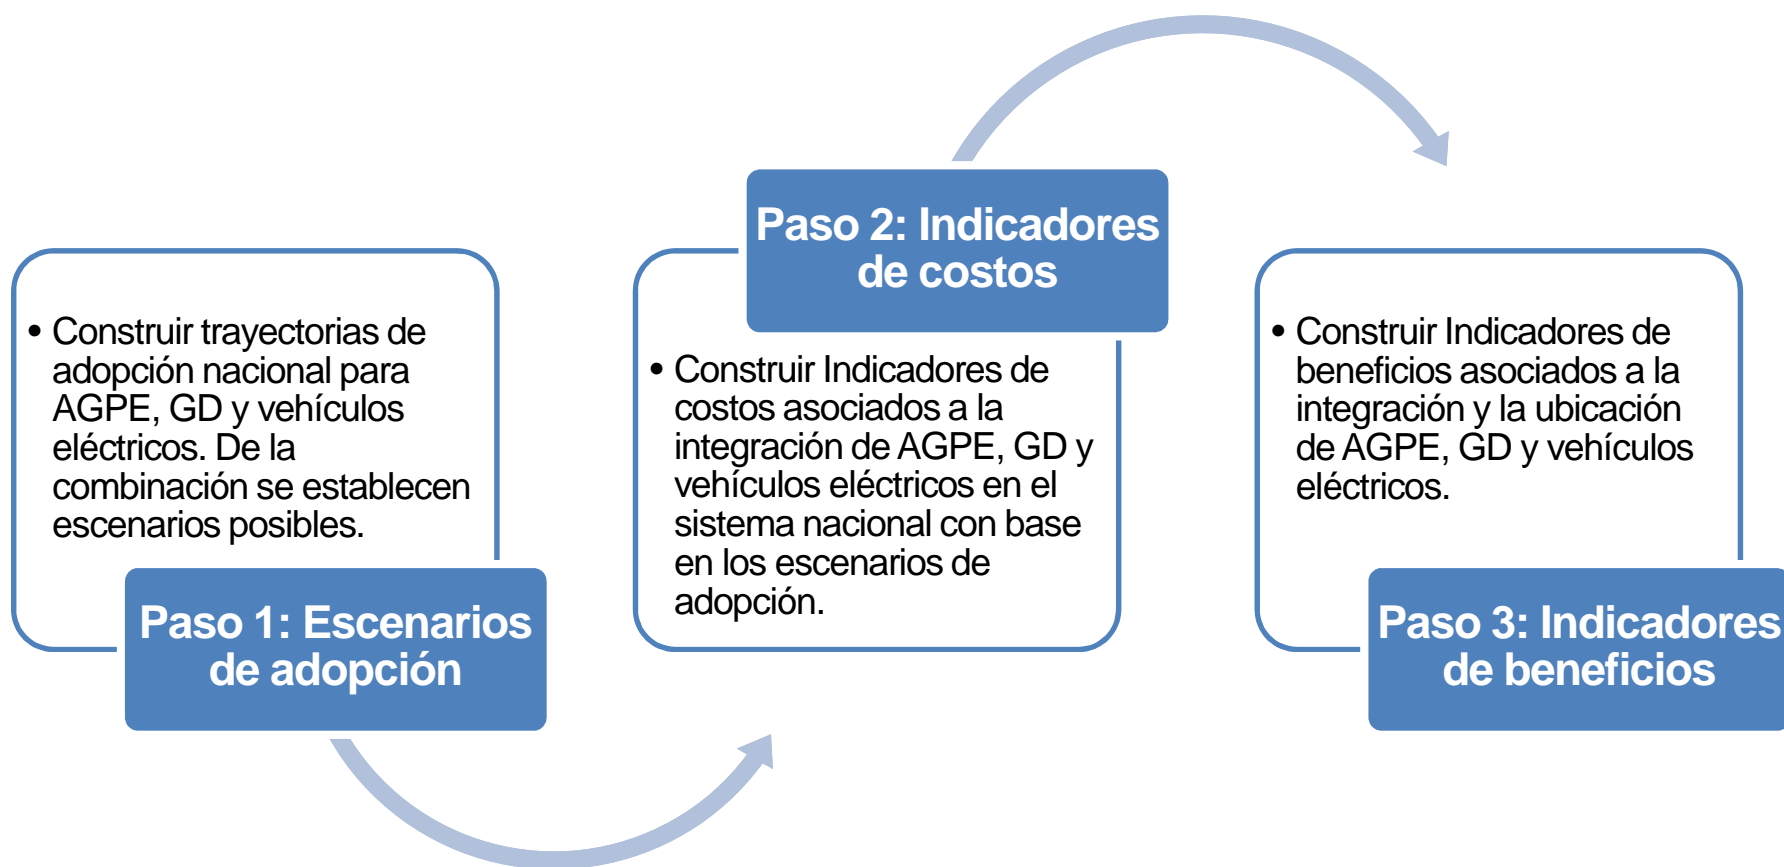 • Construir trayectorias de
adopción nacional para
AGPE, GD y vehículos
eléctricos. De la
combinación se establecen
escenarios posibles.
Paso 1: Escenarios
de adopción
Paso 2: Indicadores
de costos
• Construir Indicadores de
costos asociados a la
integración de AGPE, GD y
vehículos eléctricos en el
sistema nacional con base
en los escenarios de
adopción.
• Construir Indicadores de
beneficios asociados a la
integración y la ubicación
de AGPE, GD y vehículos
eléctricos.
Paso 3: Indicadores
de beneficios